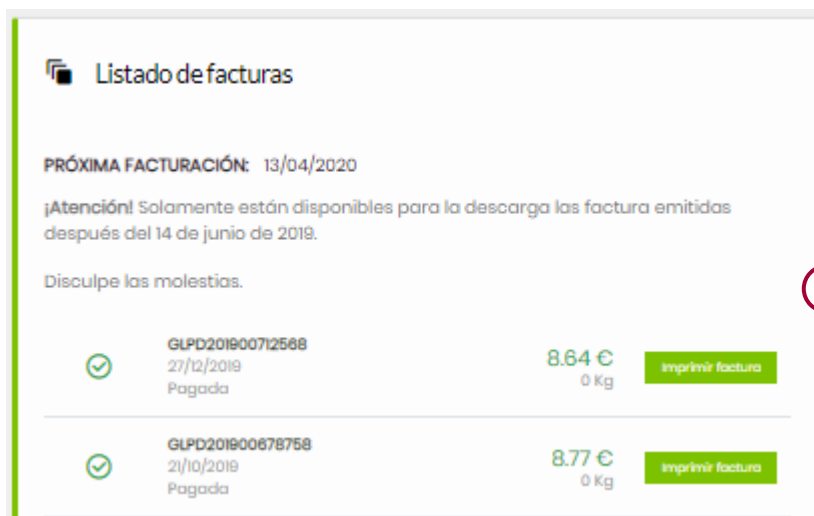 Listado de facturas
PRÓXIMA FACTURACIÓN: 13/04/2020
¡Atención! Solamente están disponibles para la descarga las factura emitidas
después del 14 de junio de 2019.
Disculpe las molestias.
GLPD201900712568
27/12/2019
Pagada
8.64 €
0 Kg
Imprimir factura
GLPD201900678758
21/10/2019
Pagada
8.77 €
0 Kg
Imprimir factura